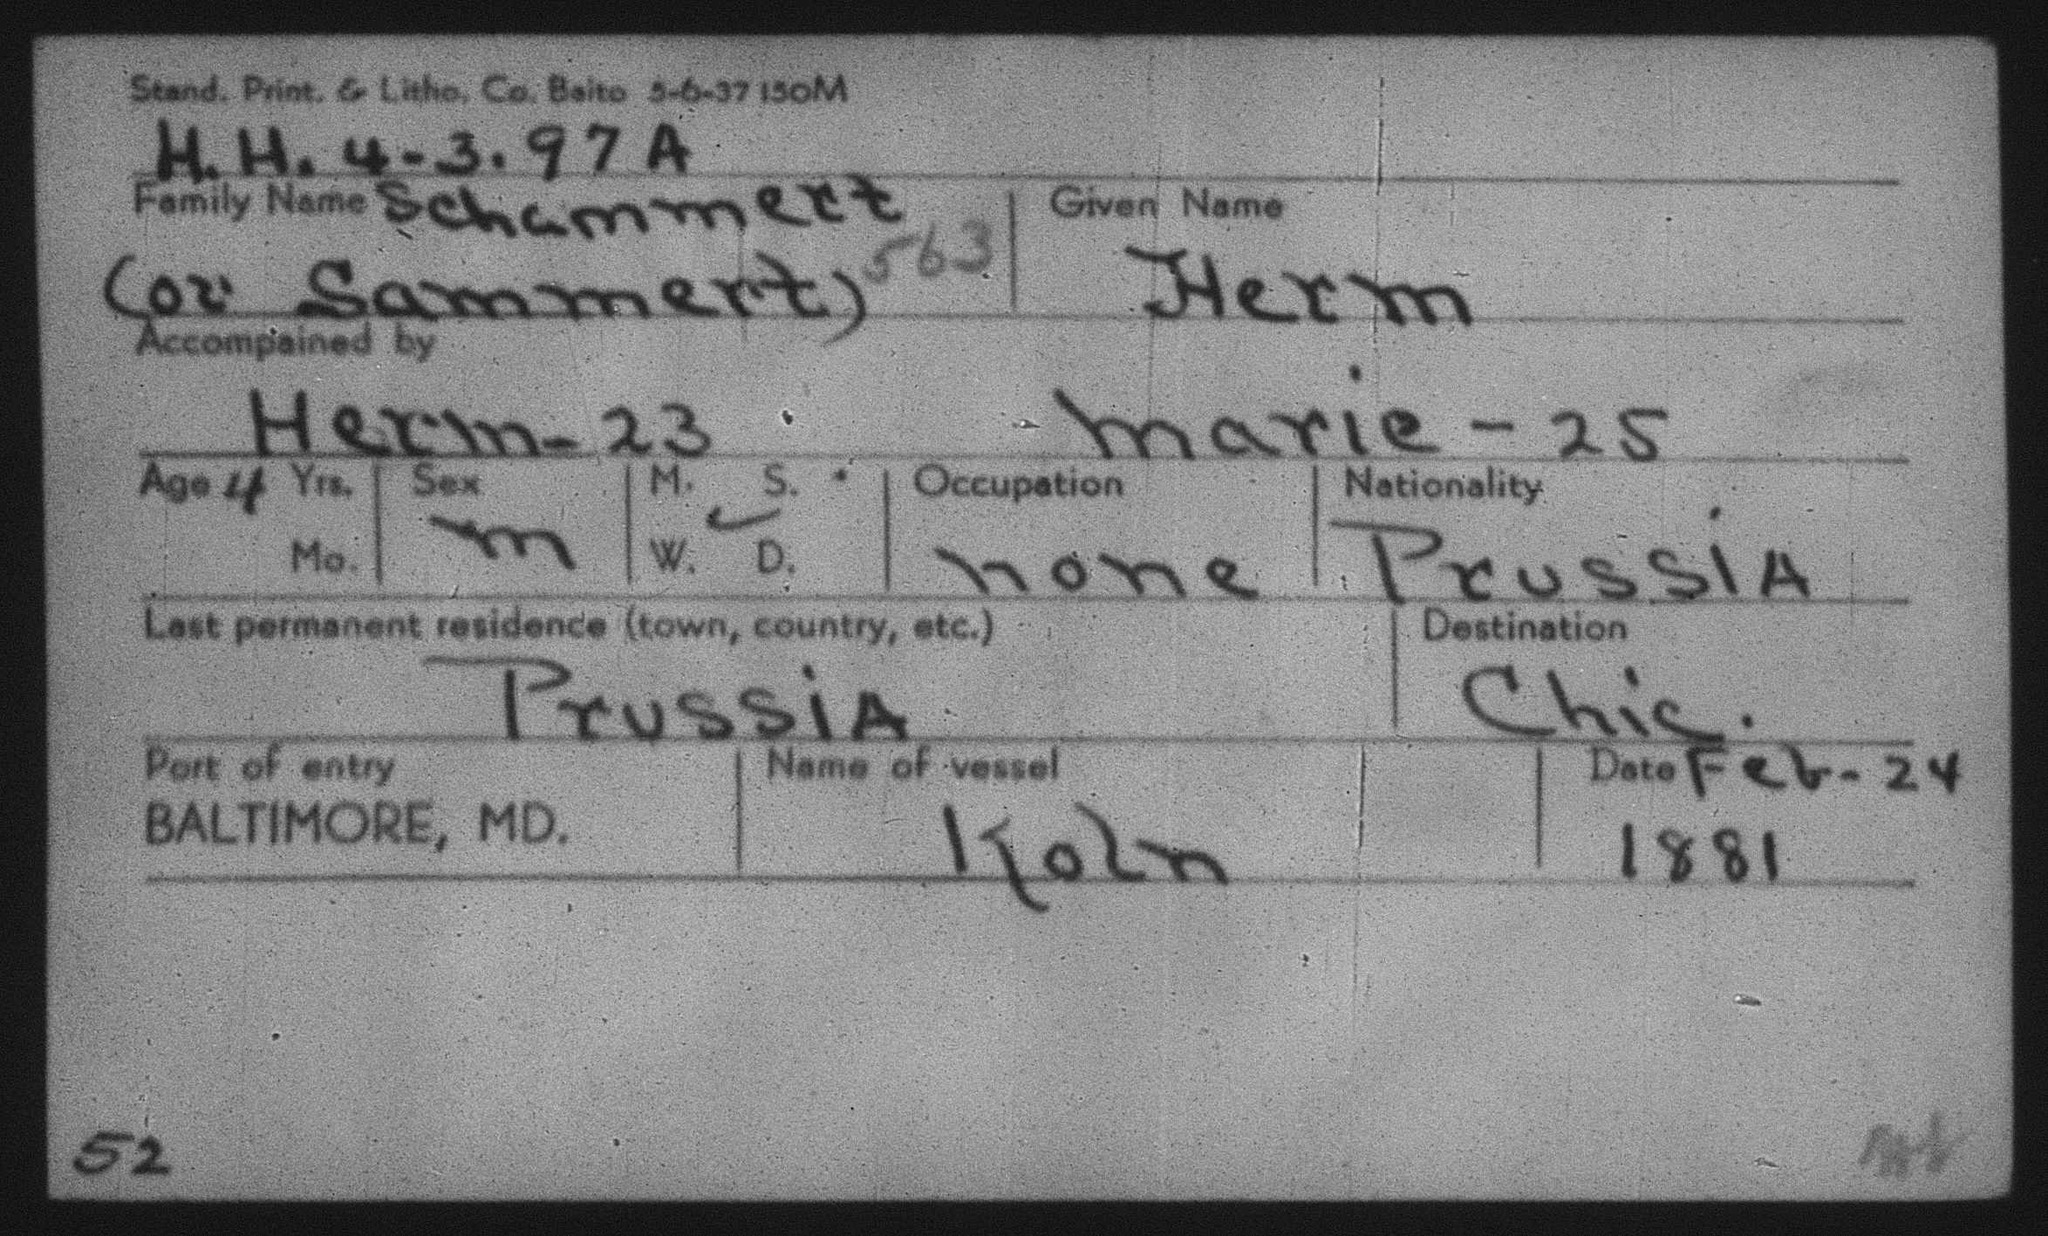 Stand. Print. & Litho. Co. Balto 5-6-37 150M
H.H. 4-3.97A
Family Name Schammert
563
Given Name
(or Sammert)
Herm
Accompained by
Herm-23 marie-25
Age 4 Yrs. Sex M. S. Occupation Nationality
m none Prussia
Mo. W. D.
Last permanent residence (town, country, etc.) Destination
Prussia Chic.
Port of entry Name of vessel Date Feb-24
BALTIMORE, MD. Koln 1881
52